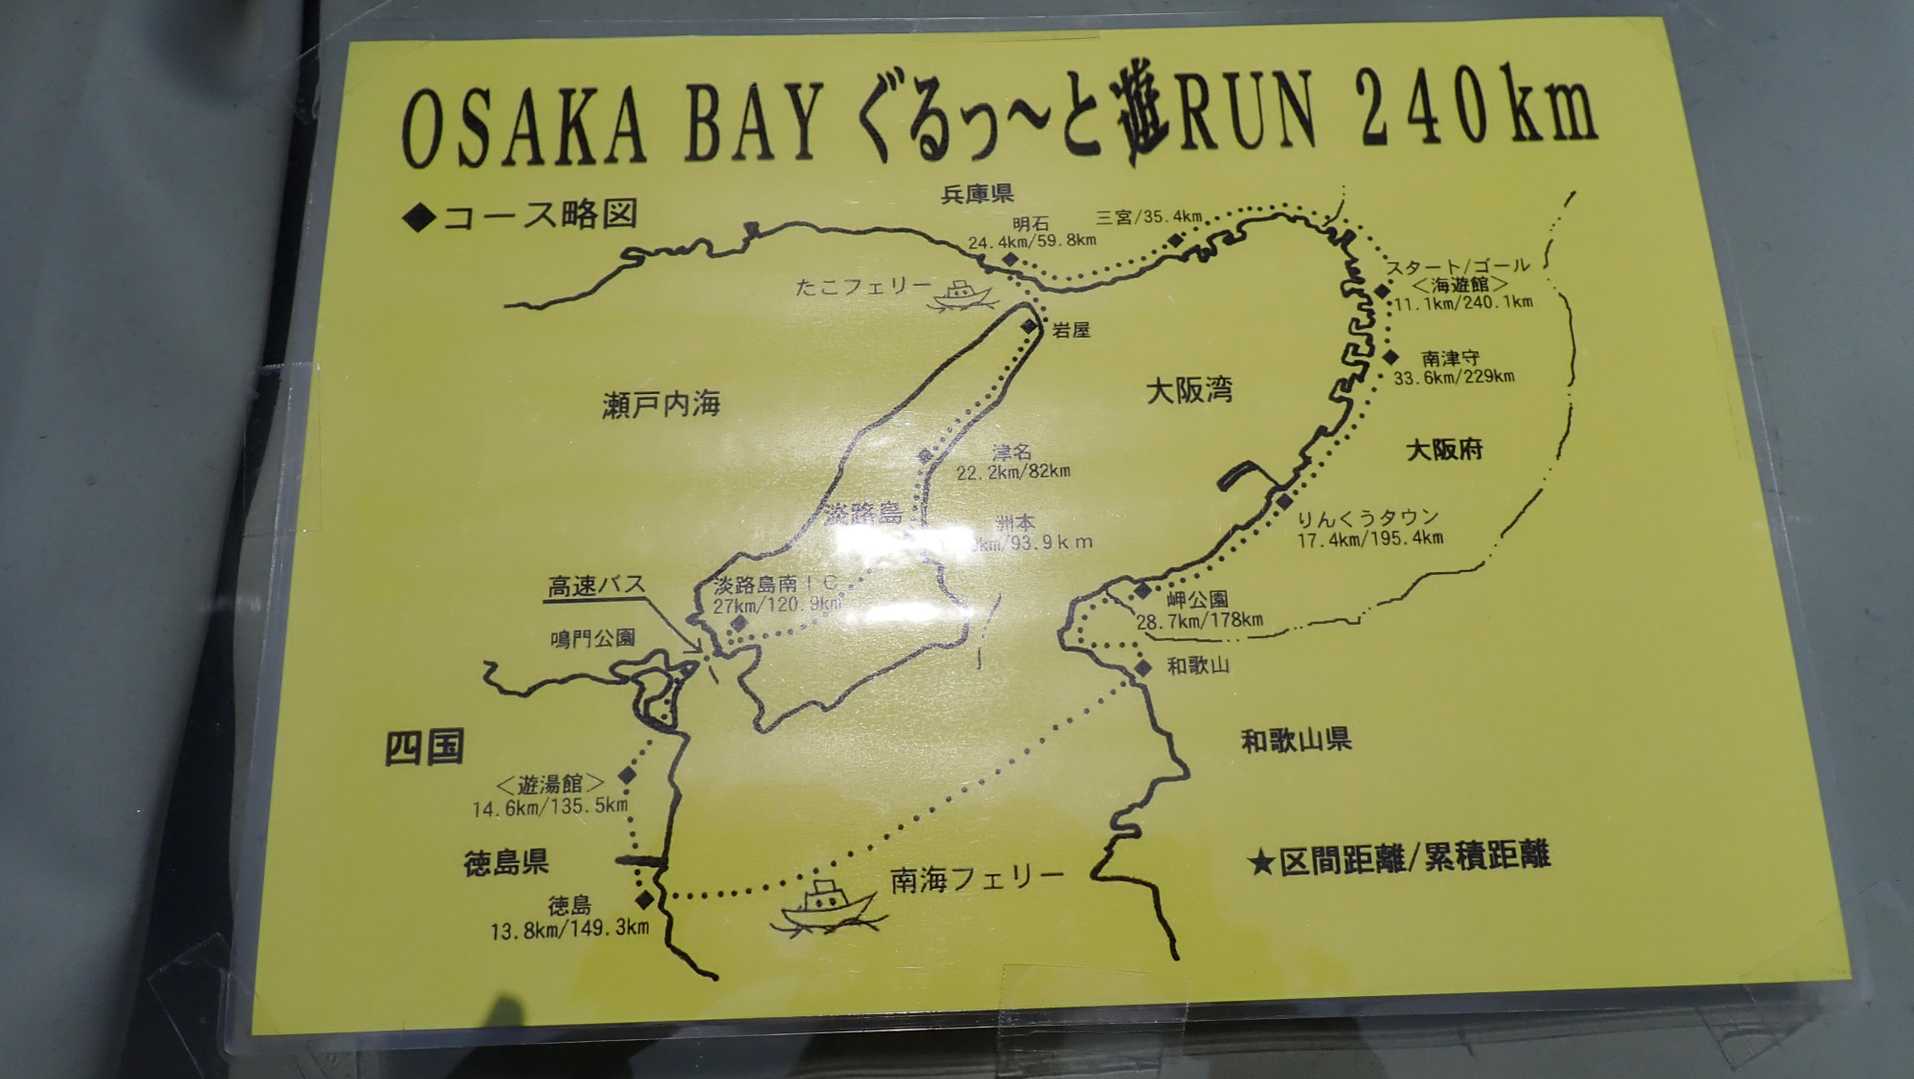 OSAKA BAY ぐるっ～と遊RUN 240km
◆コース略図
兵庫県
明石
24.4km/59.8km
三宮/35.4km
スタート/ゴール
＜海遊館＞
11.1km/240.1km
たこフェリー
岩屋
南津守
33.6km/229km
瀬戸内海
大阪湾
大阪府
津名
22.2km/82km
淡路島
洲本
km/93.9km
りんくうタウン
17.4km/195.4km
高速バス
淡路島南IC
27km/120.9km
岬公園
28.7km/178km
鳴門公園
和歌山
四国
和歌山県
＜遊湯館＞
14.6km/135.5km
徳島県
★区間距離/累積距離
南海フェリー
徳島
13.8km/149.3km